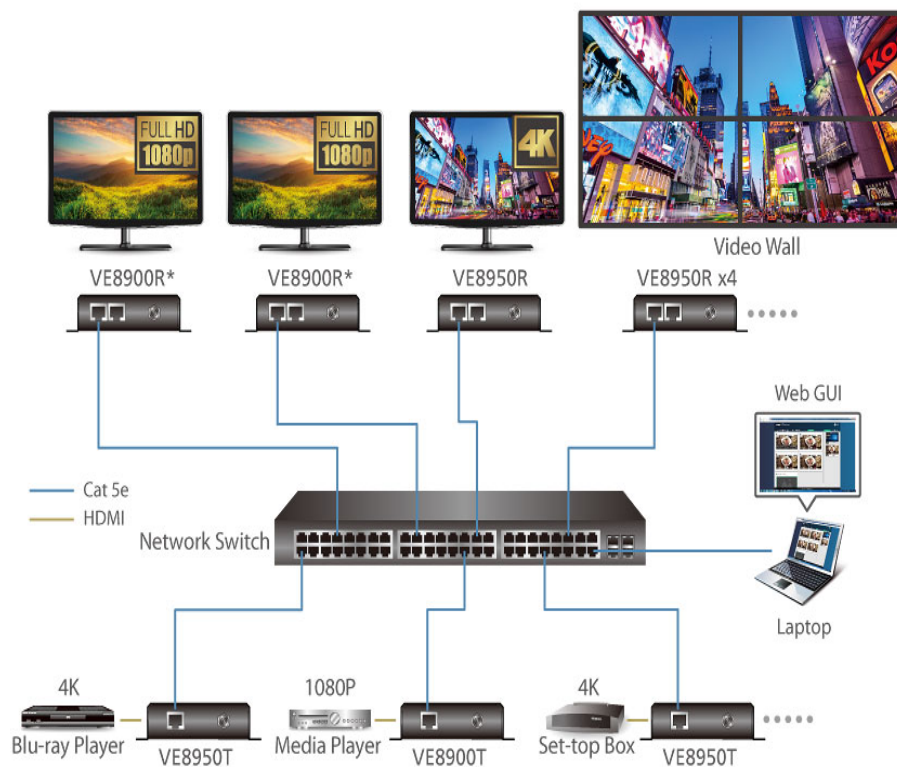 FULL HD
1080p
FULL HD
1080p
4K
Ko
Video Wall
VE8900R*
VE8900R*
VE8950R
VE8950R x4
Web GUI
Cat 5e
HDMI
Network Switch
Laptop
4K
1080P
4K
Blu-ray Player
VE8950T
Media Player
VE8900T
Set-top Box
VE8950T